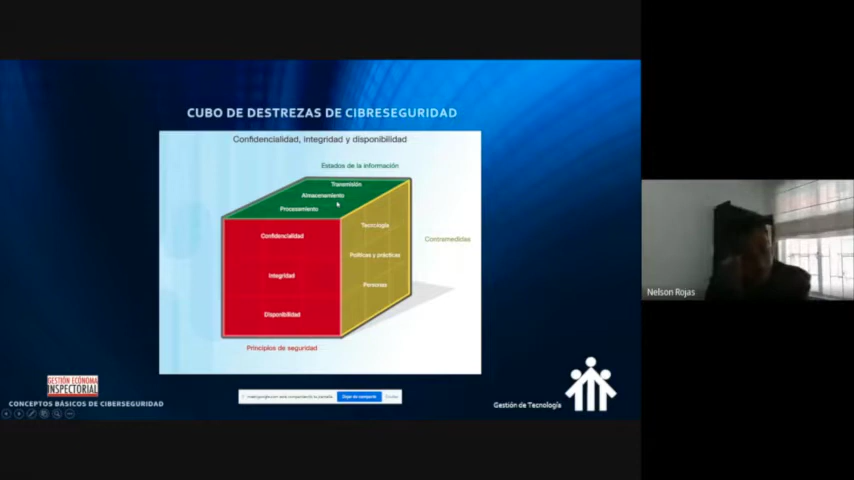 CUBO DE DESTREZAS DE CIBRESEGURIDAD
Confidencialidad, integridad y disponibilidad
Estados de la información
Transmisión
Almacenamiento
Procesamiento
Confidencialidad
Integridad
Disponibilidad
Tecnología
Políticas y prácticas
Personas
Contramedidas
Principios de seguridad
Nelson Rojas
GESTIÓN ECÓNOMA
INSPECTORIAL
CONCEPTOS BÁSICOS DE CIBERSEGURIDAD
Dejar de compartir
Ocultar
Gestión de Tecnología